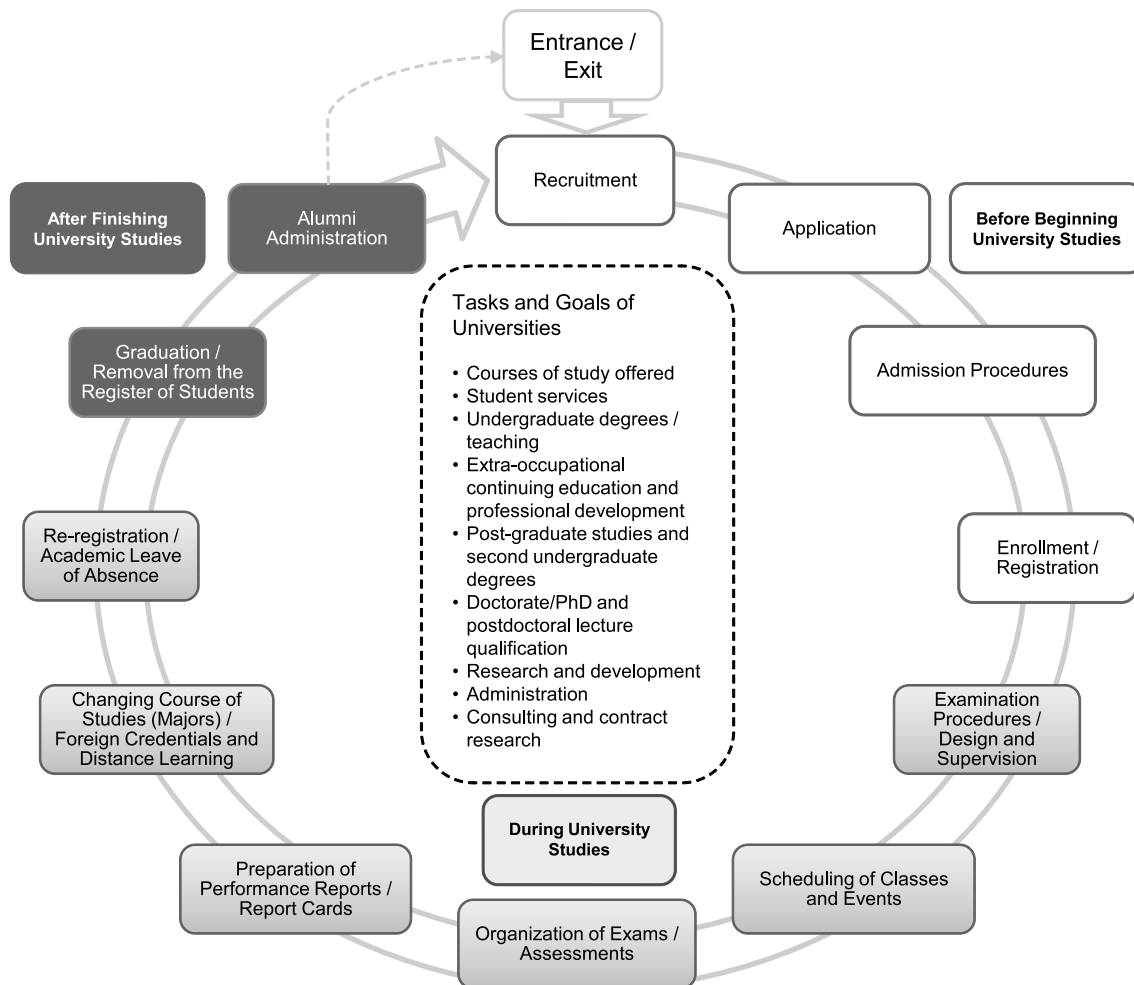 Entrance /
Exit
Recruitment
Application
Before Beginning
University Studies
After Finishing
University Studies
Alumni
Administration
Admission Procedures
Graduation /
Removal from the
Register of Students
Tasks and Goals of
Universities
• Courses of study offered
• Student services
• Undergraduate degrees /
teaching
• Extra-occupational
continuing education and
professional development
• Post-graduate studies and
second undergraduate
degrees
• Doctorate/PhD and
postdoctoral lecture
qualification
• Research and development
• Administration
• Consulting and contract
research
Enrollment /
Registration
Re-registration /
Academic Leave
of Absence
Examination
Procedures /
Design and
Supervision
Changing Course of
Studies (Majors) /
Foreign Credentials and
Distance Learning
During University
Studies
Scheduling of Classes
and Events
Preparation of
Performance Reports /
Report Cards
Organization of Exams /
Assessments